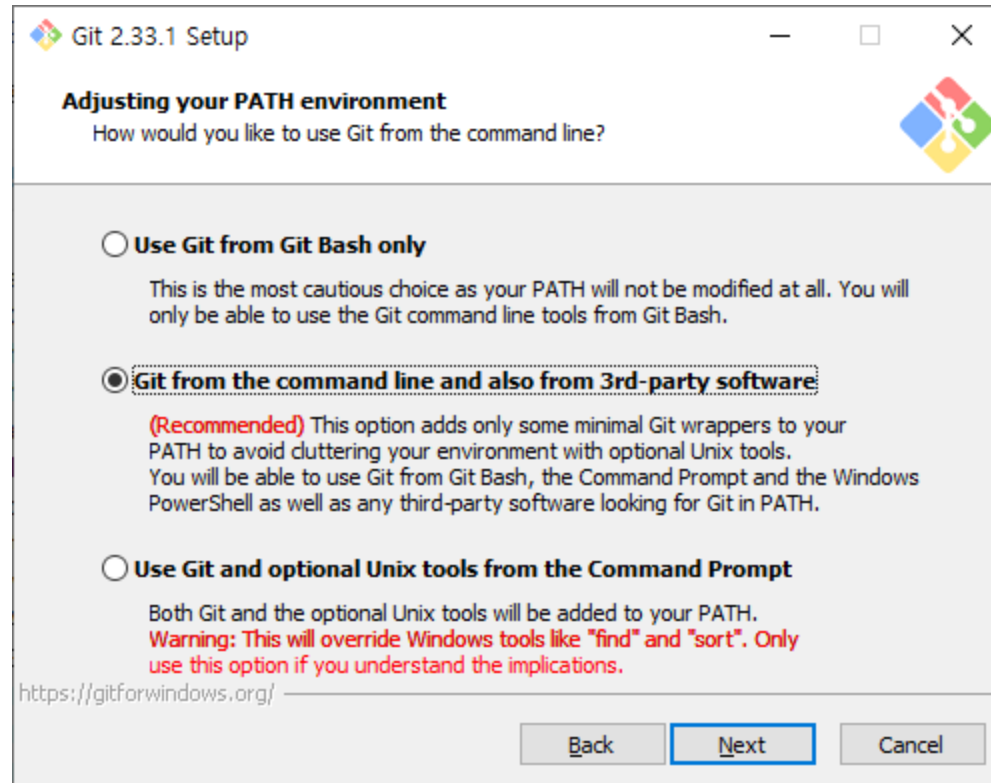 Git 2.33.1 Setup
Adjusting your PATH environment
How would you like to use Git from the command line?
Use Git from Git Bash only
This is the most cautious choice as your PATH will not be modified at all. You will
only be able to use the Git command line tools from Git Bash.
Git from the command line and also from 3rd-party software
(Recommended) This option adds only some minimal Git wrappers to your
PATH to avoid cluttering your environment with optional Unix tools.
You will be able to use Git from Git Bash, the Command Prompt and the Windows
PowerShell as well as any third-party software looking for Git in PATH.
Use Git and optional Unix tools from the Command Prompt
Both Git and the optional Unix tools will be added to your PATH.
Warning: This will override Windows tools like "find" and "sort". Only
use this option if you understand the implications.
https://gitforwindows.org/
Back
Next
Cancel